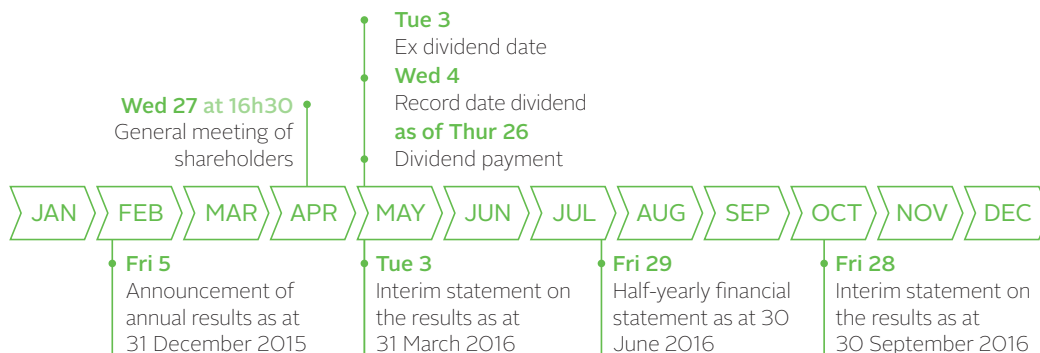 Tue 3
Ex dividend date
Wed 4
Record date dividend
as of Thur 26
Dividend payment
Wed 27 at 16h30
General meeting of
shareholders
JAN FEB MAR APR MAY JUN JUL AUG SEP OCT NOV DEC
Fri 5
Announcement of
annual results as at
31 December 2015
Tue 3
Interim statement on
the results as at
31 March 2016
Fri 29
Half-yearly financial
statement as at 30
June 2016
Fri 28
Interim statement on
the results as at
30 September 2016